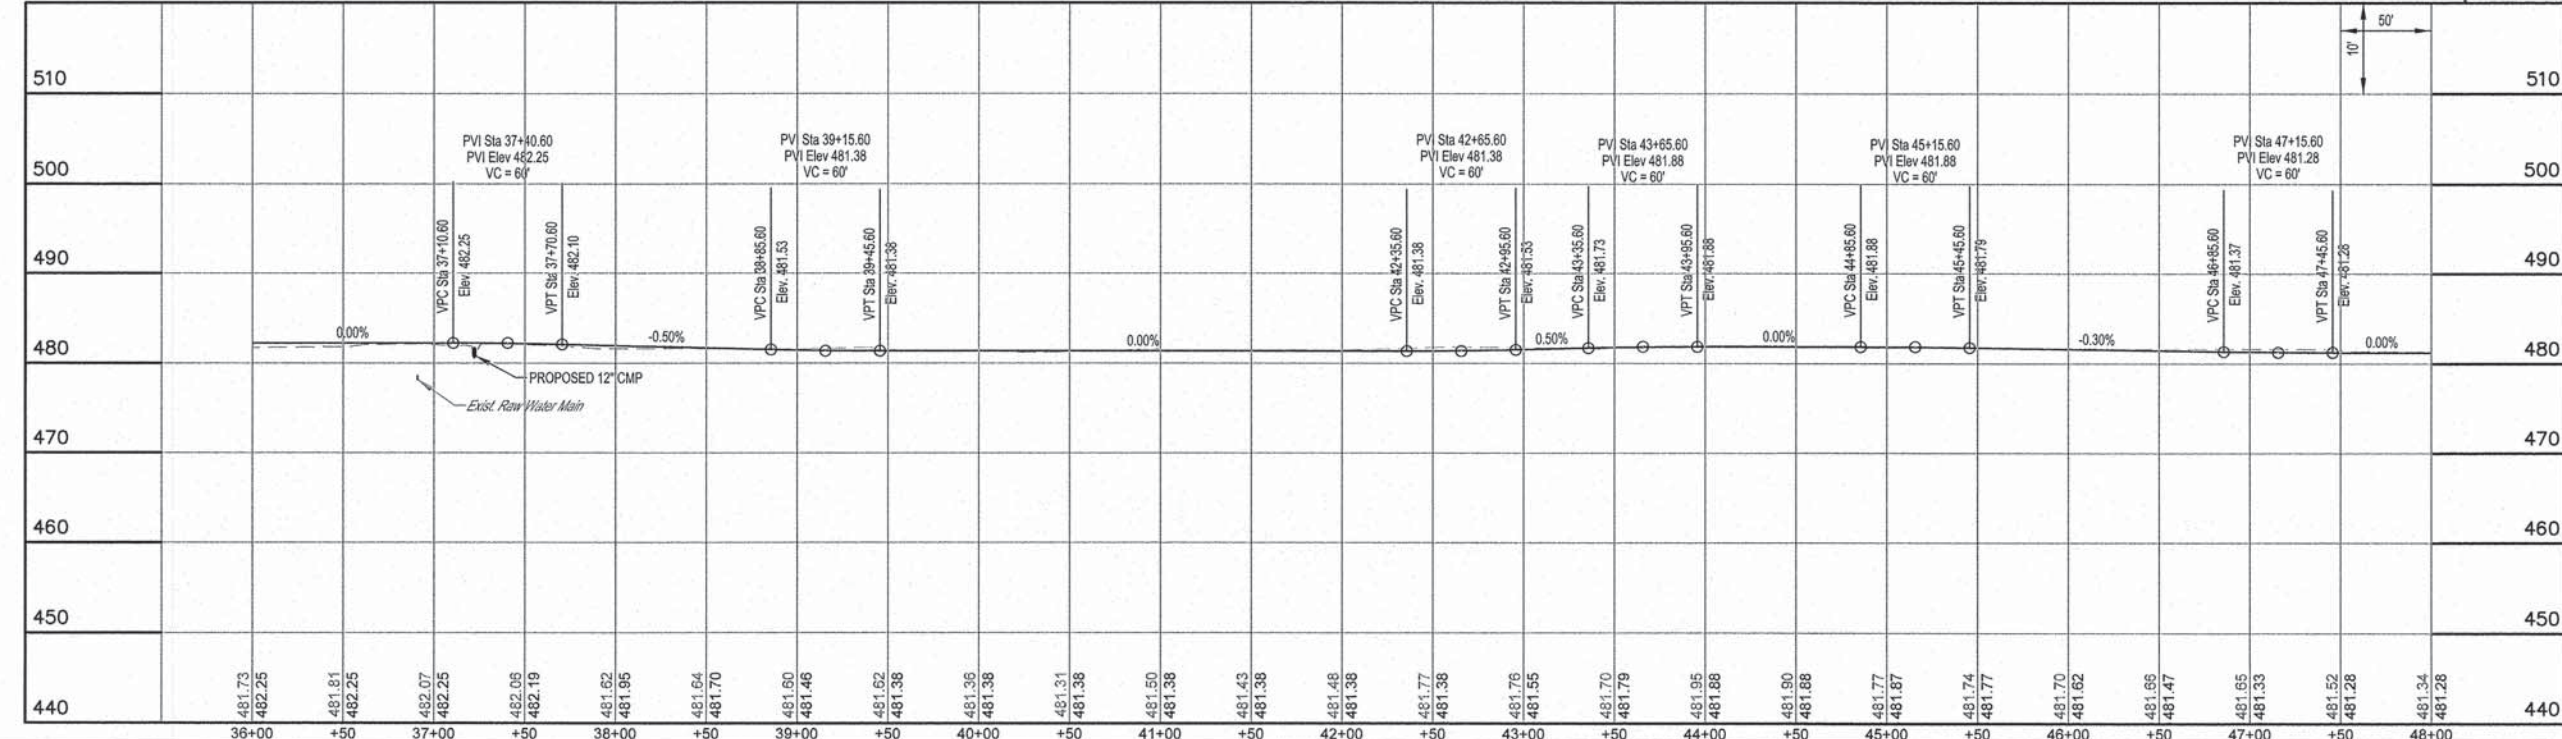 50'
10'
510
510
PVI Sta 37+40.60
PVI Elev 482.25
VC = 60'
PVI Sta 39+15.60
PVI Elev 481.38
VC = 60'
PVI Sta 42+65.60
PVI Elev 481.38
VC = 60'
PVI Sta 43+65.60
PVI Elev 481.88
VC = 60'
PVI Sta 45+15.60
PVI Elev 481.88
VC = 60'
PVI Sta 47+15.60
PVI Elev 481.28
VC = 60'
500
500
VPC Sta 37+10.60
Elev. 482.25
VPT Sta 37+70.60
Elev. 482.10
VPC Sta 38+85.60
Elev. 481.53
VPT Sta 39+45.60
Elev. 481.38
VPC Sta 42+35.60
Elev. 481.38
VPT Sta 42+95.60
Elev. 481.53
VPC Sta 43+35.60
Elev. 481.73
VPT Sta 43+95.60
Elev. 481.88
VPC Sta 44+85.60
Elev. 481.88
VPT Sta 45+45.60
Elev. 481.79
VPC Sta 46+85.60
Elev. 481.37
VPT Sta 47+45.60
Elev. 481.28
490
490
0.00%
-0.50%
0.00%
0.50%
0.00%
-0.30%
0.00%
480
480
PROPOSED 12" CMP
Exist. Raw Water Main
470
470
460
460
450
450
481.73
482.25
481.81
482.25
482.07
482.25
482.06
482.19
481.62
481.95
481.64
481.70
481.60
481.46
481.62
481.38
481.36
481.38
481.31
481.38
481.50
481.38
481.43
481.38
481.48
481.38
481.77
481.38
481.76
481.55
481.70
481.79
481.95
481.88
481.90
481.88
481.77
481.87
481.74
481.77
481.70
481.62
481.66
481.47
481.65
481.33
481.52
481.28
481.34
481.28
440
440
36+00 +50 37+00 +50 38+00 +50 39+00 +50 40+00 +50 41+00 +50 42+00 +50 43+00 +50 44+00 +50 45+00 +50 46+00 +50 47+00 +50 48+00